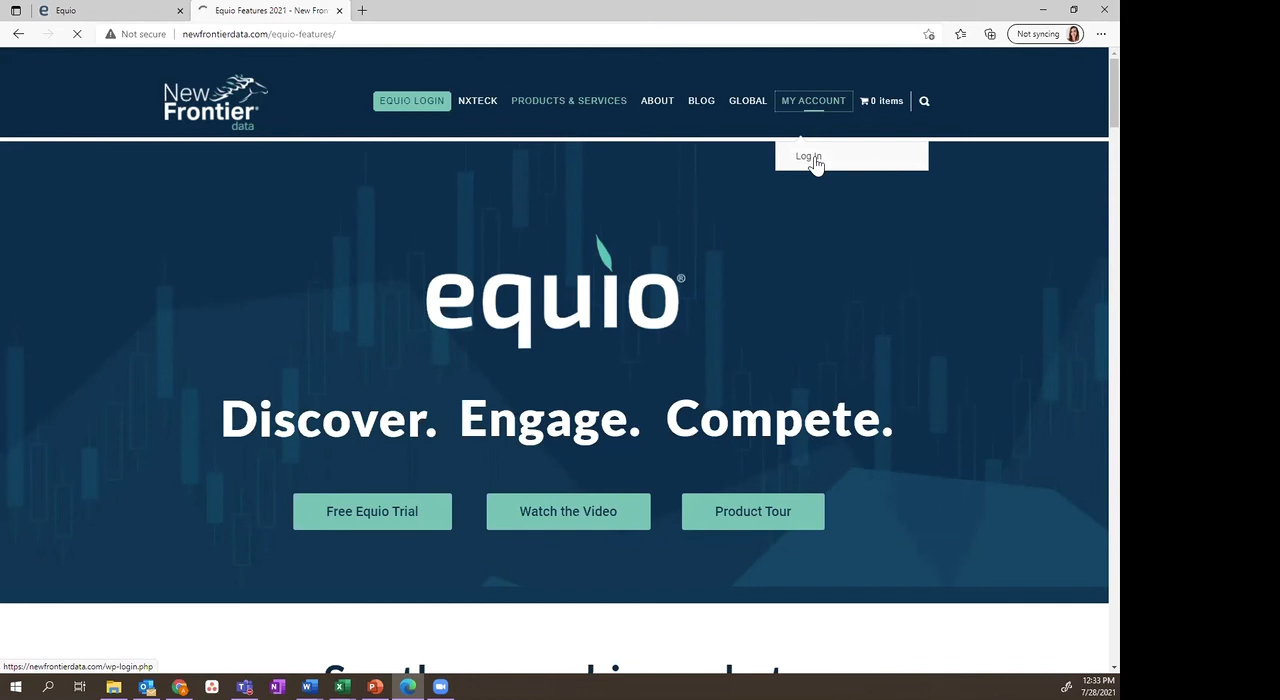 Equio
Equio Features 2021 - New Fron
Not secure
newfrontierdata.com/equio-features/
Not syncing
New Frontier® data
EQUIO LOGIN
NXTECK
PRODUCTS & SERVICES
ABOUT
BLOG
GLOBAL
MY ACCOUNT
0 items
Log In
equio®
Discover. Engage. Compete.
Free Equio Trial
Watch the Video
Product Tour
https://newfrontierdata.com/wp-login.php
12:33 PM
7/28/2021